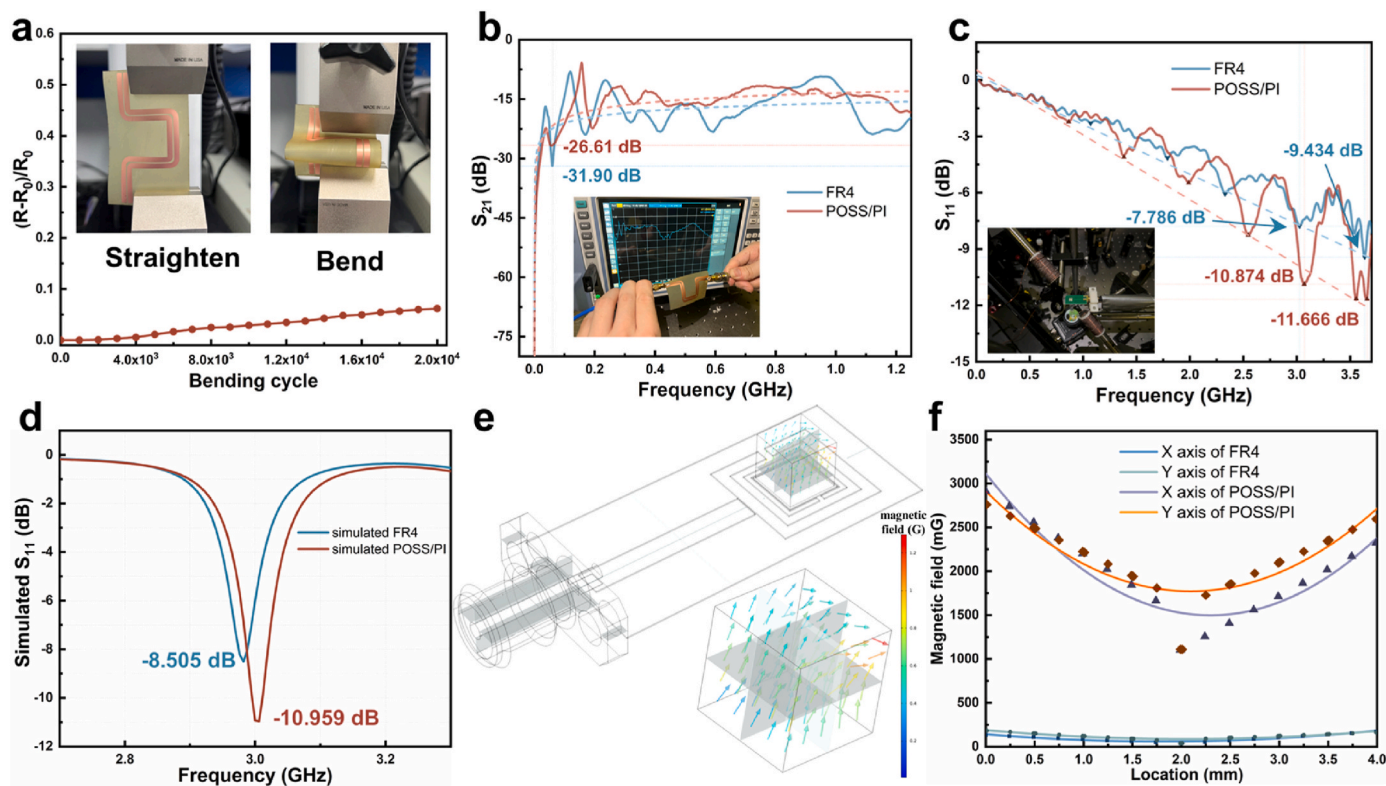 a
(R-R₀)/R₀
0.6
0.5
0.4
0.3
0.2
0.1
0.0
MADE IN USA
MADE IN USA
Straighten
Bend
0.0
4.0x10³
8.0x10³
1.2x10⁴
1.6x10⁴
2.0x10⁴
Bending cycle
b
S₂₁ (dB)
0
-15
-30
-45
-60
-75
-26.61 dB
-31.90 dB
FR4
POSS/PI
0.0
0.2
0.4
0.6
0.8
1.0
1.2
Frequency (GHz)
c
S₁₁ (dB)
0
-3
-6
-9
-12
-15
FR4
POSS/PI
-9.434 dB
-7.786 dB
-10.874 dB
-11.666 dB
0.0
0.5
1.0
1.5
2.0
2.5
3.0
3.5
Frequency (GHz)
d
Simulated S₁₁ (dB)
0
-2
-4
-6
-8
-10
-12
simulated FR4
simulated POSS/PI
-8.505 dB
-10.959 dB
2.8
3.0
3.2
Frequency (GHz)
e
magnetic
field (G)
f
Magnetic field (mG)
3500
3000
2500
2000
1500
1000
500
0
X axis of FR4
Y axis of FR4
X axis of POSS/PI
Y axis of POSS/PI
0.0
0.5
1.0
1.5
2.0
2.5
3.0
3.5
4.0
Location (mm)